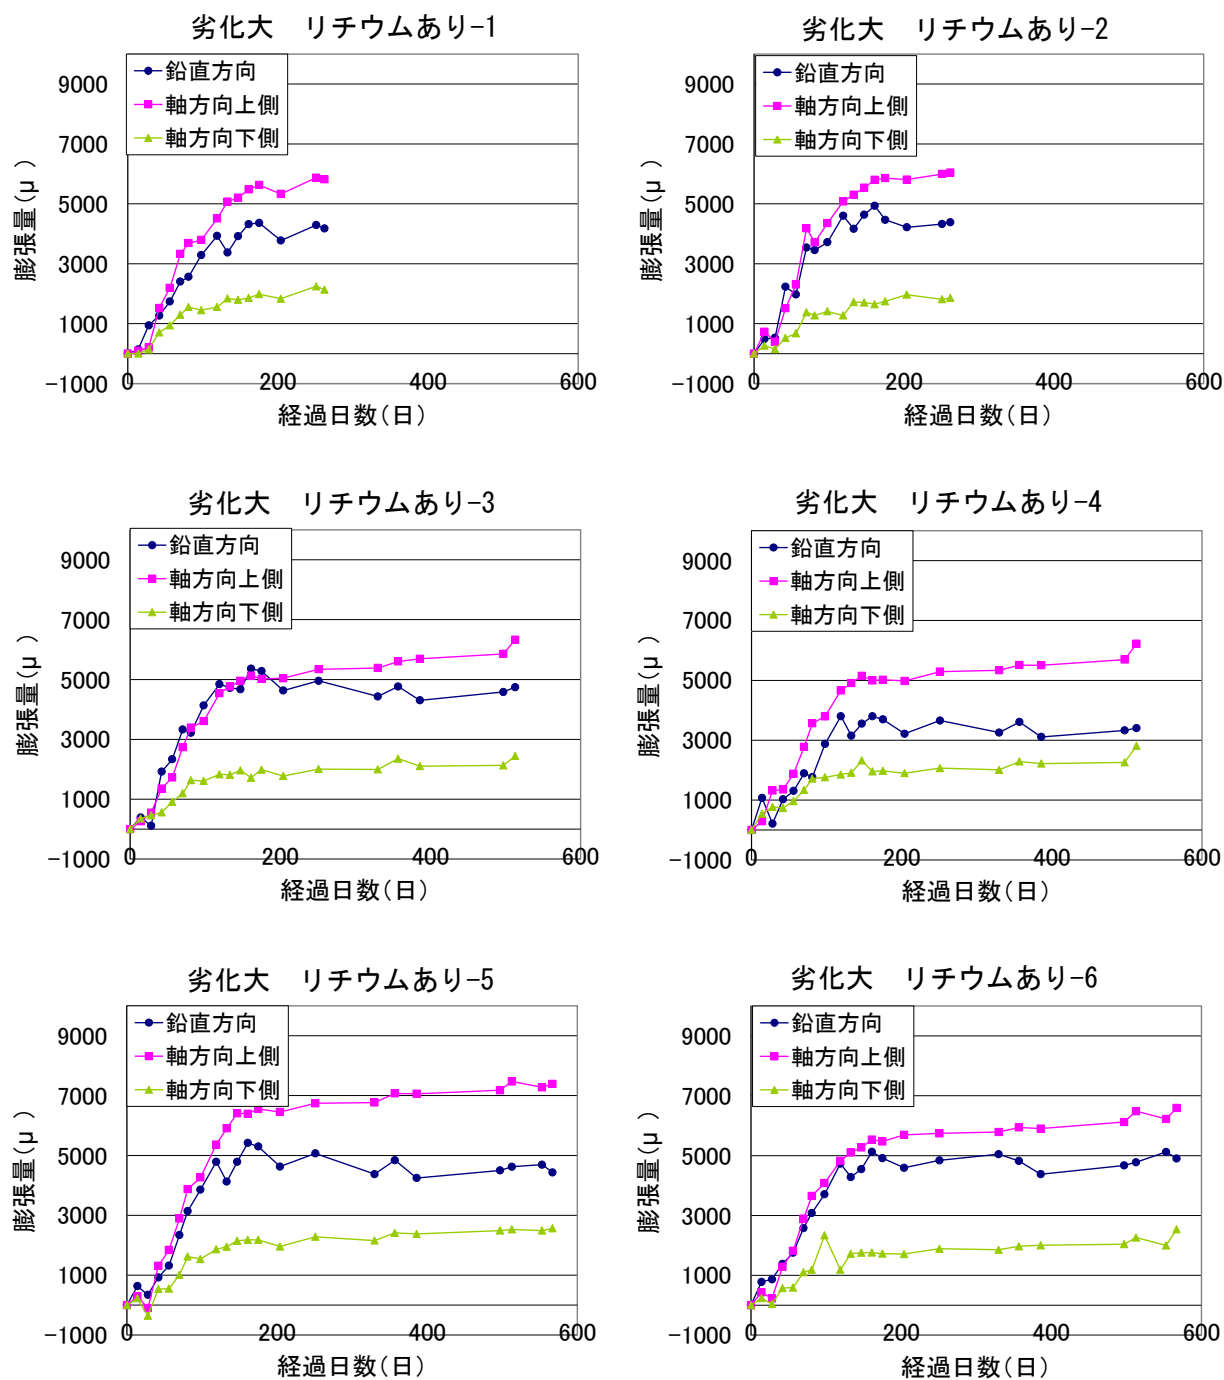 劣化大　リチウムあり-1
鉛直方向
軸方向上側
軸方向下側
膨張量(μ )
9000
7000
5000
3000
1000
-1000
0
200
400
600
経過日数(日)
劣化大　リチウムあり-2
鉛直方向
軸方向上側
軸方向下側
膨張量(μ )
9000
7000
5000
3000
1000
-1000
0
200
400
600
経過日数(日)
劣化大　リチウムあり-3
鉛直方向
軸方向上側
軸方向下側
膨張量(μ )
9000
7000
5000
3000
1000
-1000
0
200
400
600
経過日数(日)
劣化大　リチウムあり-4
鉛直方向
軸方向上側
軸方向下側
膨張量(μ )
9000
7000
5000
3000
1000
-1000
0
200
400
600
経過日数(日)
劣化大　リチウムあり-5
鉛直方向
軸方向上側
軸方向下側
膨張量(μ )
9000
7000
5000
3000
1000
-1000
0
200
400
600
経過日数(日)
劣化大　リチウムあり-6
鉛直方向
軸方向上側
軸方向下側
膨張量(μ )
9000
7000
5000
3000
1000
-1000
0
200
400
600
経過日数(日)